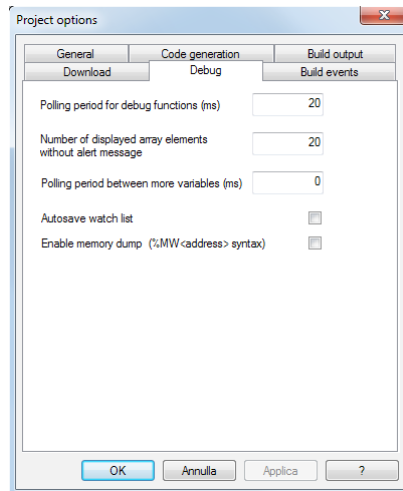 Project options
General Code generation Build output
Download Debug Build events
Polling period for debug functions (ms) 20
Number of displayed array elements
without alert message 20
Polling period between more variables (ms) 0
Autosave watch list
Enable memory dump (%MW<address> syntax)
OK Annulla Applica ?